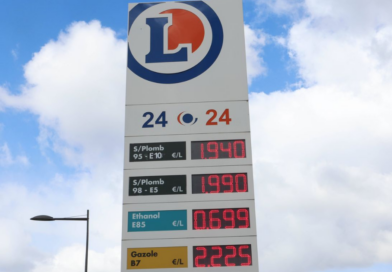 L
24 24
S/Plomb
95 - E10 €/L 1.940
S/Plomb
98 - E5 €/L 1.990
Ethanol
E85 €/L 0.699
Gazole
B7 €/L 2.225